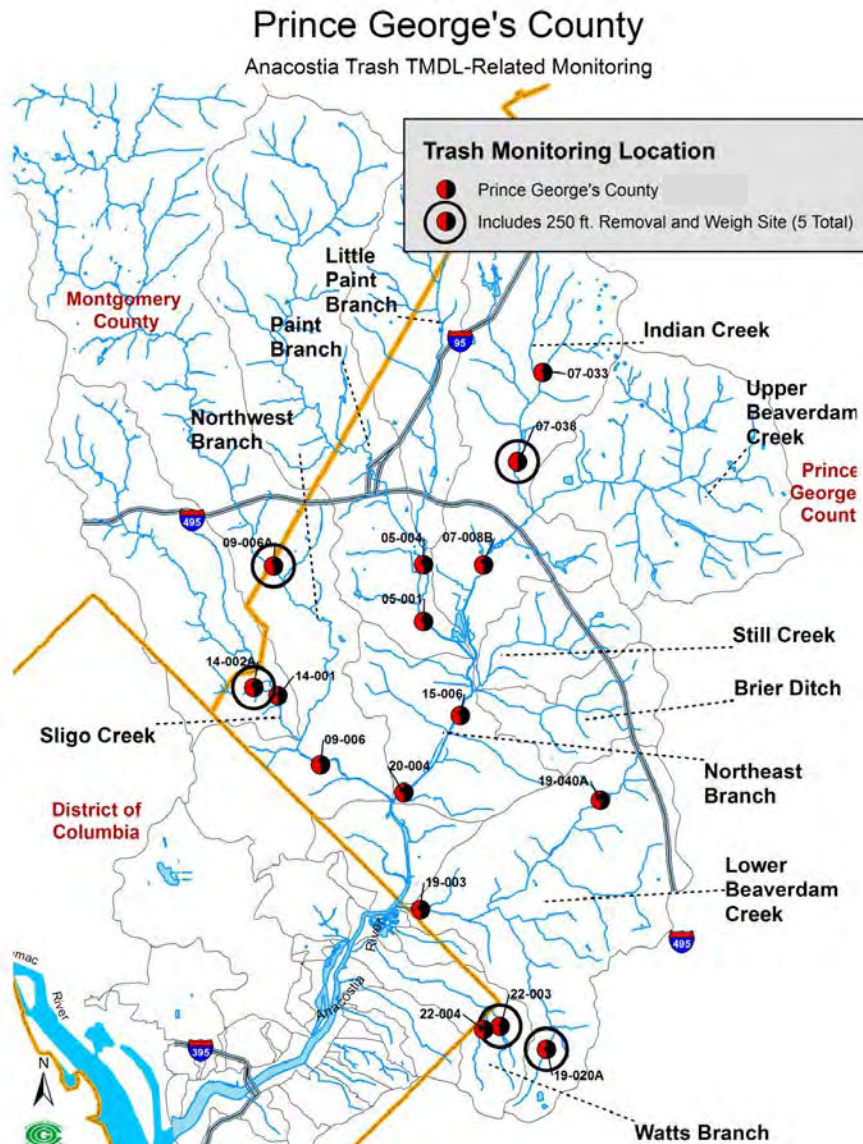 Prince George's County
Anacostia Trash TMDL-Related Monitoring
Trash Monitoring Location
Prince George's County
Includes 250 ft. Removal and Weigh Site (5 Total)
Little
Paint
Branch
Montgomery
County
Paint
Branch
95
Indian Creek
07-033
Upper
Beaverdam
Creek
Northwest
Branch
07-038
Prince
George
Count
495
09-006A
05-004
07-008B
05-001
Still Creek
14-002A
14-001
15-006
Brier Ditch
Sligo Creek
09-006
20-004
19-040A
Northeast
Branch
District of
Columbia
19-003
Lower
Beaverdam
Creek
495
River
Anacostia
mac
River
22-003
22-004
395
19-020A
N
Watts Branch